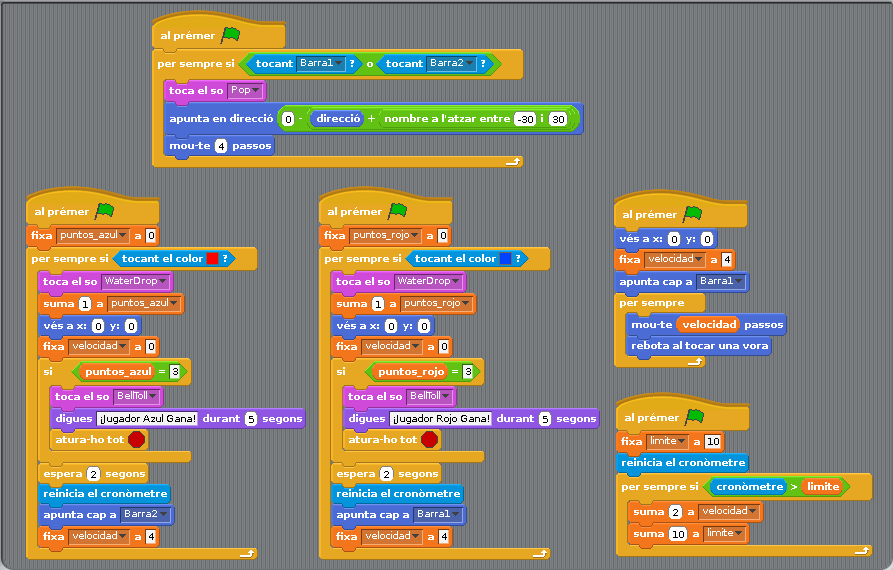 al prémer
per sempre si tocant Barra1 ? o tocant Barra2 ?
toca el so Pop
apunta en direcció 0 - direcció + nombre a l'atzar entre -30 i 30
mou-te 4 passos
al prémer
fixa puntos_azul a 0
per sempre si tocant el color ?
toca el so WaterDrop
suma 1 a puntos_azul
vés a x: 0 y: 0
fixa velocidad a 0
si puntos_azul = 3
toca el so BellToll
digues ¡Jugador Azul Gana! durant 5 segons
atura-ho tot
espera 2 segons
reinicia el cronòmetre
apunta cap a Barra2
fixa velocidad a 4
al prémer
fixa puntos_rojo a 0
per sempre si tocant el color ?
toca el so WaterDrop
suma 1 a puntos_rojo
vés a x: 0 y: 0
fixa velocidad a 0
si puntos_rojo = 3
toca el so BellToll
digues ¡Jugador Rojo Gana! durant 5 segons
atura-ho tot
espera 2 segons
reinicia el cronòmetre
apunta cap a Barra1
fixa velocidad a 4
al prémer
vés a x: 0 y: 0
fixa velocidad a 4
apunta cap a Barra1
per sempre
mou-te velocidad passos
rebota al tocar una vora
al prémer
fixa limite a 10
reinicia el cronòmetre
per sempre si cronòmetre > limite
suma 2 a velocidad
suma 10 a limite